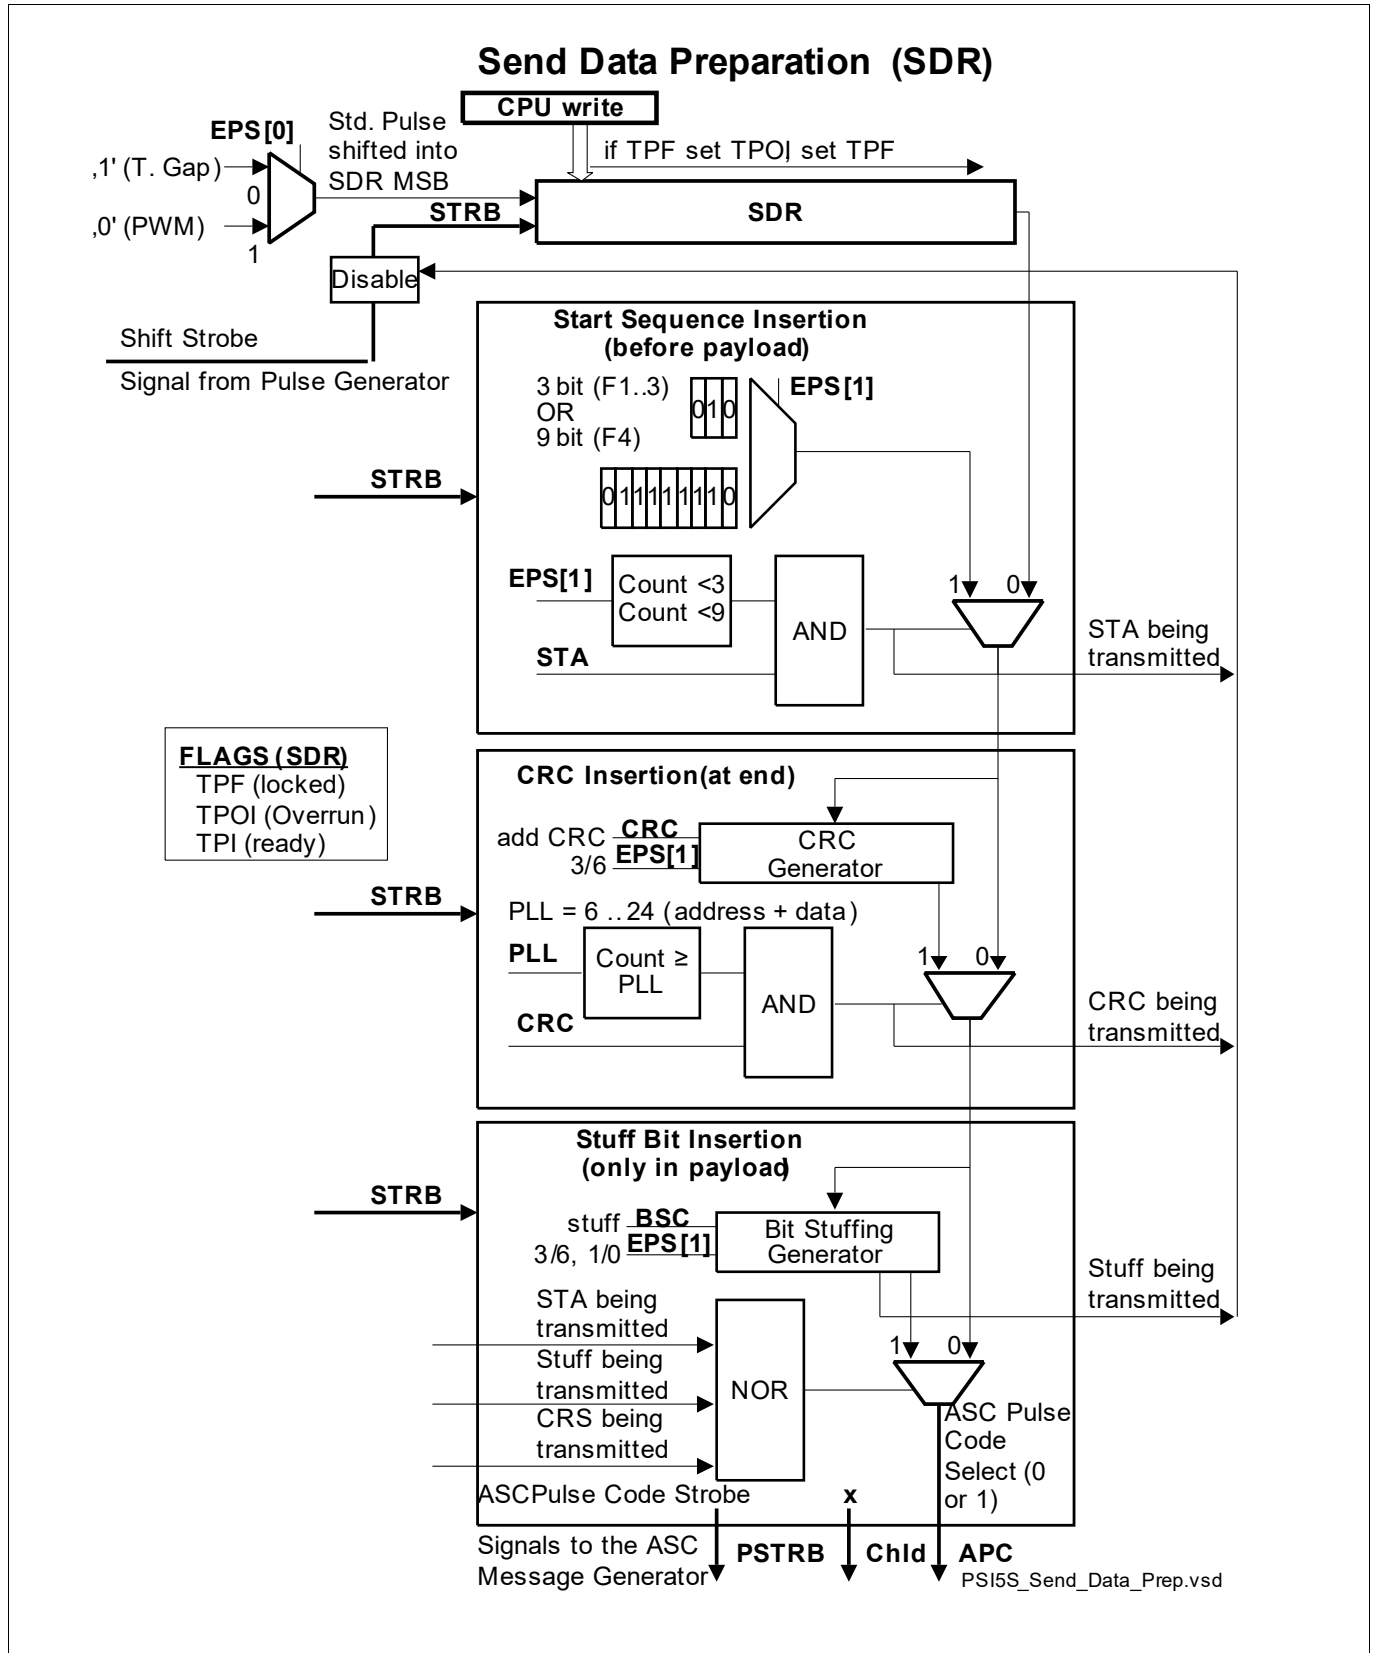 Send Data Preparation (SDR)
CPU write
EPS[0]
Std. Pulse
shifted into
SDR MSB
if TPF set TPOI, set TPF
‚1' (T. Gap)
0
‚0' (PWM)
1
STRB
SDR
Disable
Shift Strobe
Signal from Pulse Generator
Start Sequence Insertion
(before payload)
3 bit (F1..3)
OR
9 bit (F4)
010
EPS[1]
011111110
STRB
EPS[1]
Count <3
Count <9
AND
STA
1
0
STA being
transmitted
FLAGS (SDR)
TPF (locked)
TPOI (Overrun)
TPI (ready)
CRC Insertion(at end)
add CRC
CRC
3/6
EPS[1]
CRC
Generator
STRB
PLL = 6 .. 24 (address + data)
PLL
Count ≥
PLL
AND
CRC
1
0
CRC being
transmitted
Stuff Bit Insertion
(only in payload)
STRB
stuff
BSC
3/6, 1/0
EPS[1]
Bit Stuffing
Generator
Stuff being
transmitted
STA being
transmitted
Stuff being
transmitted
CRS being
transmitted
NOR
1
0
ASC Pulse
Code
Select (0
or 1)
ASCPulse Code Strobe
x
Signals to the ASC
Message Generator
PSTRB
ChId
APC
PSI5S_Send_Data_Prep.vsd